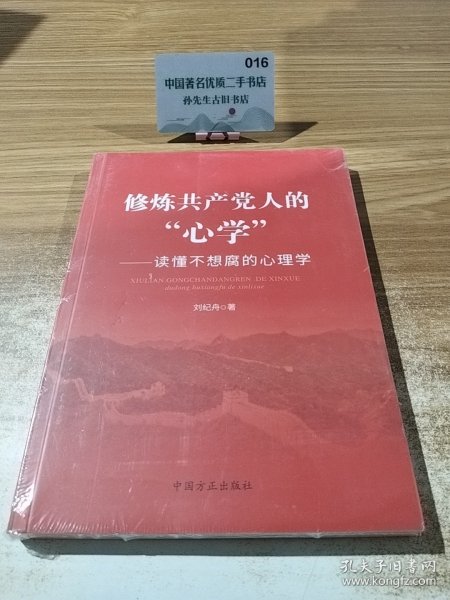 016
中国著名优质二手书店
孙先生古旧书店
修炼共产党人的
“心学”
——读懂不想腐的心理学
XIULIAN GONGCHANDANGREN DE XINXUE
dudong buxiangfu de xinlixue
刘纪舟○著
中国方正出版社
孔夫子旧书网
www.kongfz.com